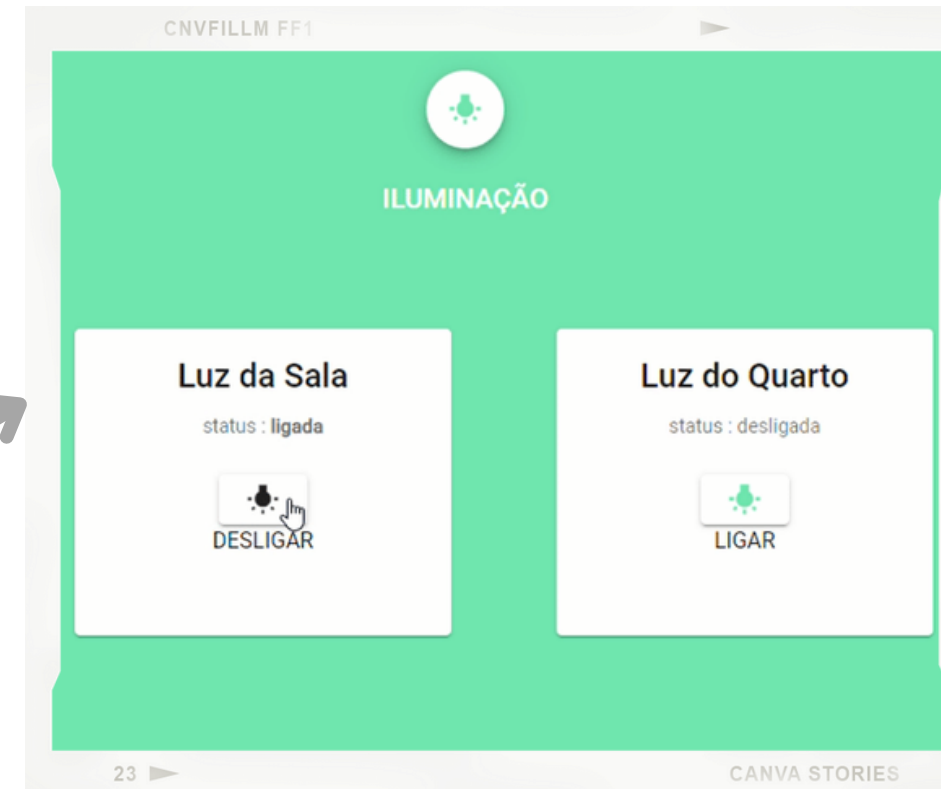 CNVFILLM FF1
ILUMINAÇÃO
Luz da Sala
status : ligada
DESLIGAR
Luz do Quarto
status : desligada
LIGAR
23
CANVA STORIES